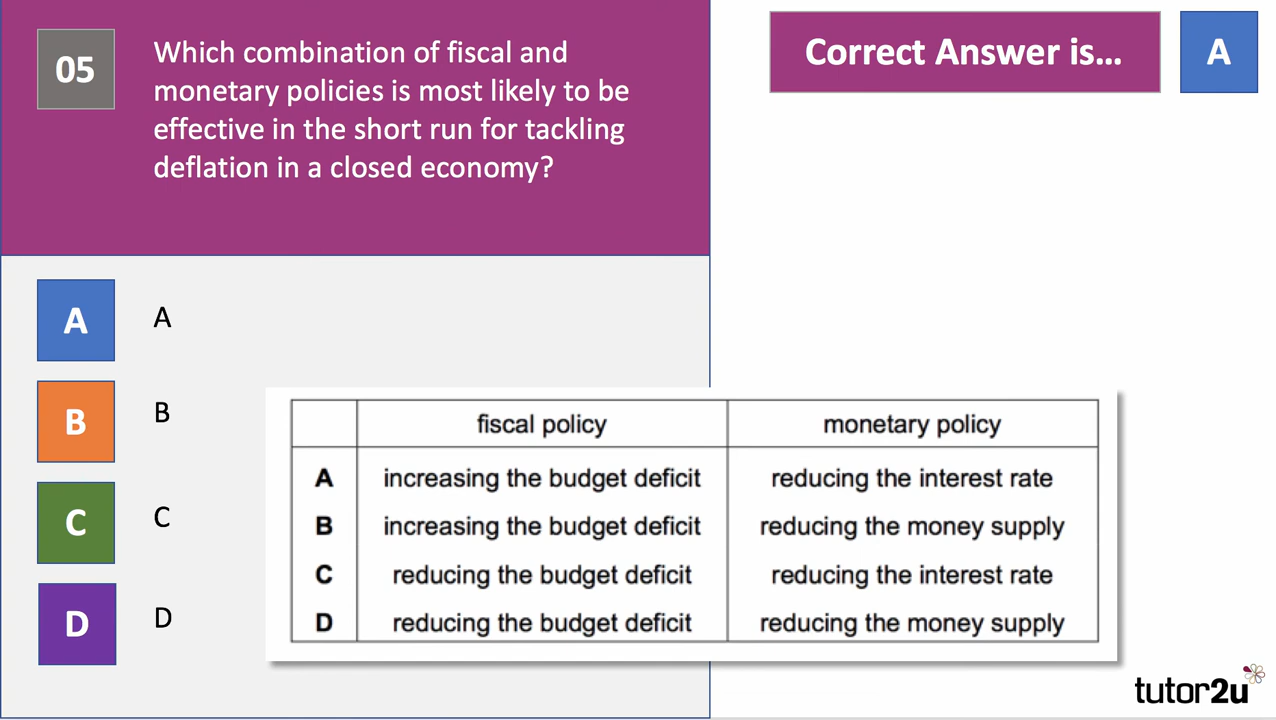 05
Which combination of fiscal and
monetary policies is most likely to be
effective in the short run for tackling
deflation in a closed economy?
Correct Answer is... A
A A
B B
C C
D D
fiscal policy monetary policy
A increasing the budget deficit reducing the interest rate
B increasing the budget deficit reducing the money supply
C reducing the budget deficit reducing the interest rate
D reducing the budget deficit reducing the money supply
tutor2u